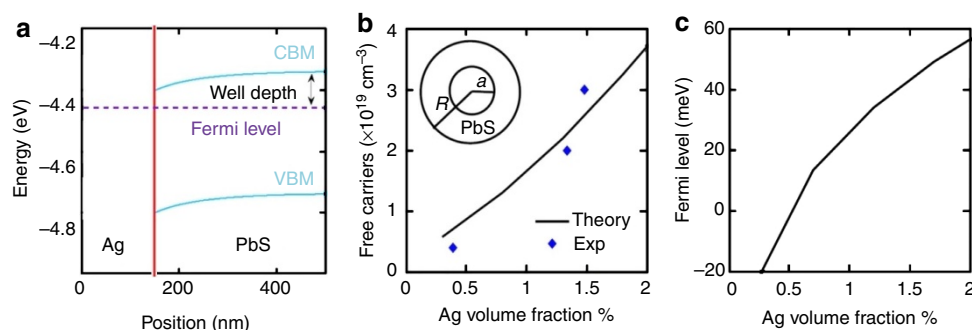 a
−4.2
−4.4
−4.6
−4.8
Energy (eV)
CBM
Well depth
Fermi level
VBM
Ag
PbS
0
200
400
Position (nm)
b
4
3
2
1
0
Free carriers (×10¹⁹ cm⁻³)
a
R
PbS
Theory
Exp
0
0.5
1
1.5
2
Ag volume fraction %
c
60
40
20
0
−20
Fermi level (meV)
0
0.5
1
1.5
2
Ag volume fraction %